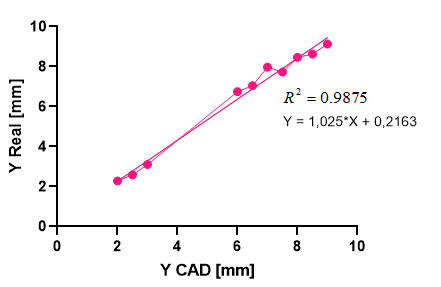 10
8
6
4
2
0
Y Real [mm]
R² = 0.9875
Y = 1,025*X + 0,2163
0 2 4 6 8 10
Y CAD [mm]